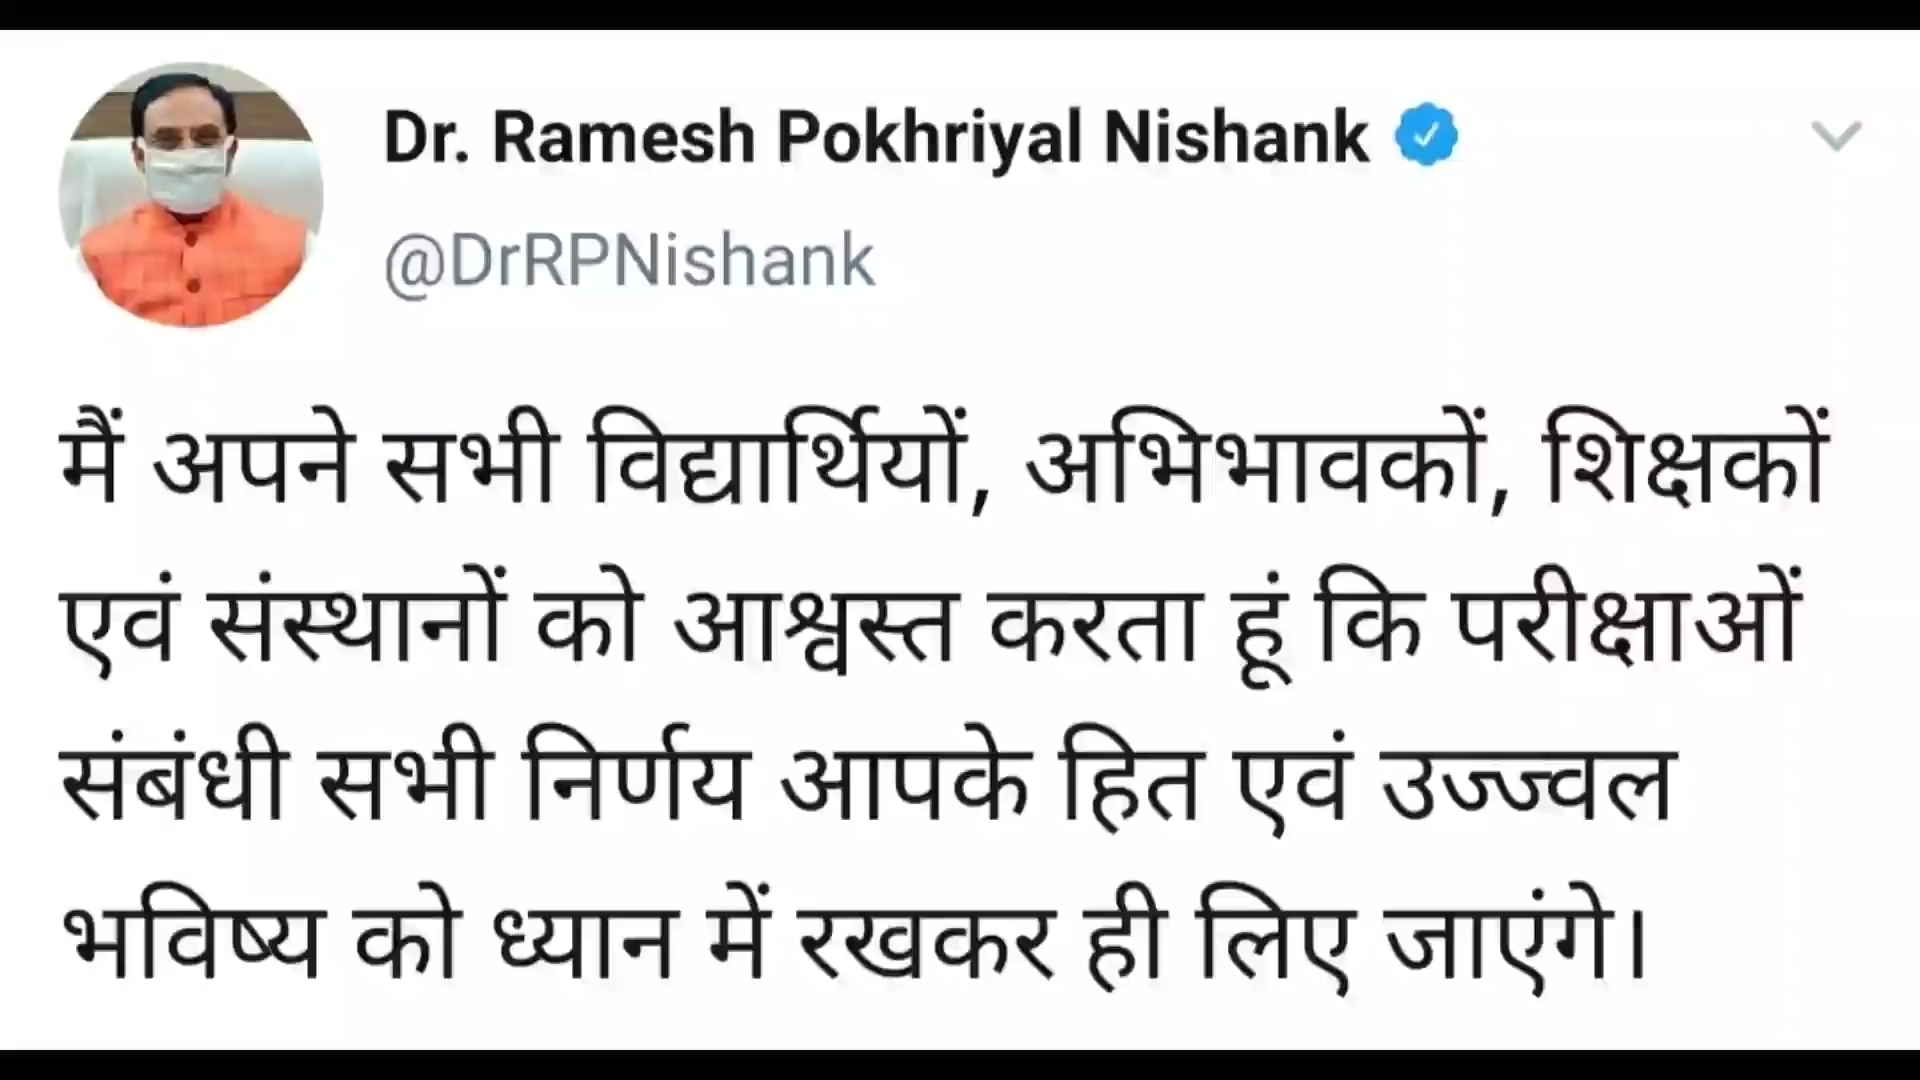 Dr. Ramesh Pokhriyal Nishank
@DrRPNishank
मैं अपने सभी विद्यार्थियों, अभिभावकों, शिक्षकों
एवं संस्थानों को आश्वस्त करता हूं कि परीक्षाओं
संबंधी सभी निर्णय आपके हित एवं उज्ज्वल
भविष्य को ध्यान में रखकर ही लिए जाएंगे।